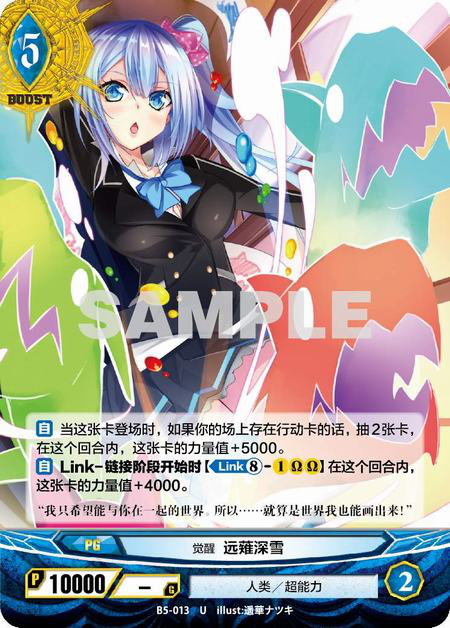 5
BOOST
SAMPLE
自 当这张卡登场时，如果你的场上存在行动卡的话，抽2张卡，
在这个回合内，这张卡的力量值+5000。
自 Link-链接阶段开始时【Link⑧-①ΩΩ】在这个回合内，
这张卡的力量值+4000。
“我只希望能与你在一起的世界。所以……就算是世界我也能画出来！”
PG 觉醒 远薙深雪
P 10000 — G 人类／超能力 2
B5-013 U illust:遥華ナツキ